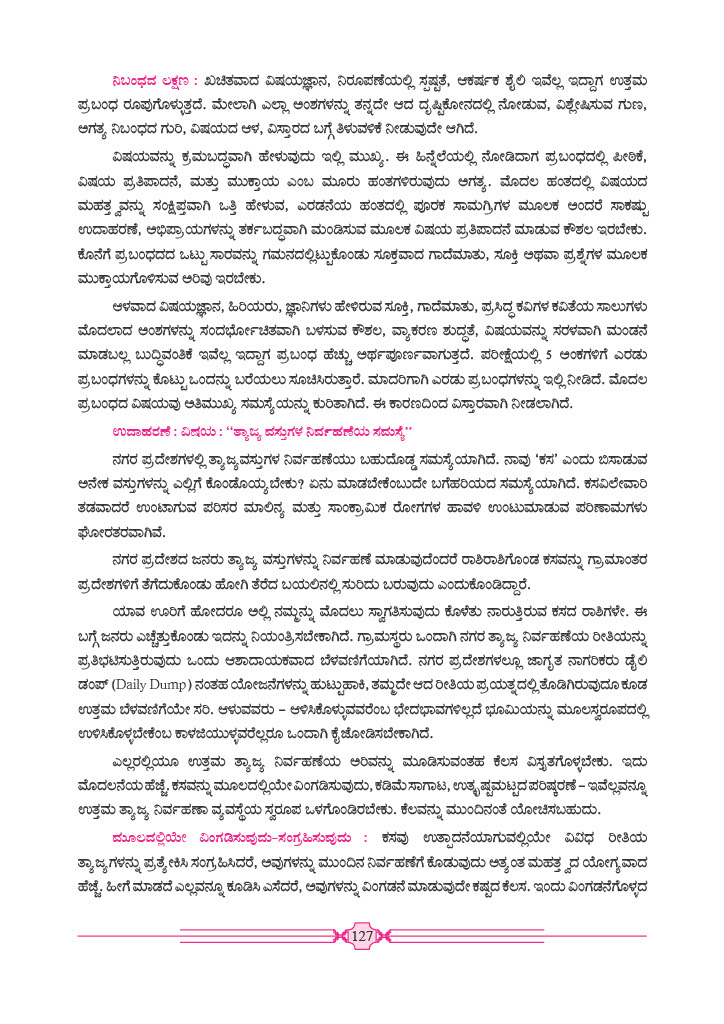 ನಿಬಂಧದ ಲಕ್ಷಣ : ಖಚಿತವಾದ ವಿಷಯಜ್ಞಾನ, ನಿರೂಪಣೆಯಲ್ಲಿ ಸ್ಪಷ್ಟತೆ, ಆಕರ್ಷಕ ಶೈಲಿ ಇವೆಲ್ಲ ಇದ್ದಾಗ ಉತ್ತಮ
ಪ್ರಬಂಧ ರೂಪುಗೊಳ್ಳುತ್ತದೆ. ಮೇಲಾಗಿ ಎಲ್ಲಾ ಅಂಶಗಳನ್ನು ತನ್ನದೇ ಆದ ದೃಷ್ಟಿಕೋನದಲ್ಲಿ ನೋಡುವ, ವಿಶ್ಲೇಷಿಸುವ ಗುಣ,
ಅಗತ್ಯ ನಿಬಂಧದ ಗುರಿ, ವಿಷಯದ ಆಳ, ವಿಸ್ತಾರದ ಬಗ್ಗೆ ತಿಳುವಳಿಕೆ ನೀಡುವುದೇ ಆಗಿದೆ.
ವಿಷಯವನ್ನು ಕ್ರಮಬದ್ಧವಾಗಿ ಹೇಳುವುದು ಇಲ್ಲಿ ಮುಖ್ಯ. ಈ ಹಿನ್ನೆಲೆಯಲ್ಲಿ ನೋಡಿದಾಗ ಪ್ರಬಂಧದಲ್ಲಿ ಪೀಠಿಕೆ,
ವಿಷಯ ಪ್ರತಿಪಾದನೆ, ಮತ್ತು ಮುಕ್ತಾಯ ಎಂಬ ಮೂರು ಹಂತಗಳಿರುವುದು ಅಗತ್ಯ. ಮೊದಲ ಹಂತದಲ್ಲಿ ವಿಷಯದ
ಮಹತ್ತ್ವವನ್ನು ಸಂಕ್ಷಿಪ್ತವಾಗಿ ಒತ್ತಿ ಹೇಳುವ, ಎರಡನೆಯ ಹಂತದಲ್ಲಿ ಪೂರಕ ಸಾಮಗ್ರಿಗಳ ಮೂಲಕ ಅಂದರೆ ಸಾಕಷ್ಟು
ಉದಾಹರಣೆ, ಅಭಿಪ್ರಾಯಗಳನ್ನು ತರ್ಕಬದ್ಧವಾಗಿ ಮಂಡಿಸುವ ಮೂಲಕ ವಿಷಯ ಪ್ರತಿಪಾದನೆ ಮಾಡುವ ಕೌಶಲ ಇರಬೇಕು.
ಕೊನೆಗೆ ಪ್ರಬಂಧದದ ಒಟ್ಟು ಸಾರವನ್ನು ಗಮನದಲ್ಲಿಟ್ಟುಕೊಂಡು ಸೂಕ್ತವಾದ ಗಾದೆಮಾತು, ಸೂಕ್ತಿ ಅಥವಾ ಪ್ರಶ್ನೆಗಳ ಮೂಲಕ
ಮುಕ್ತಾಯಗೊಳಿಸುವ ಅರಿವು ಇರಬೇಕು.
ಆಳವಾದ ವಿಷಯಜ್ಞಾನ, ಹಿರಿಯರು, ಜ್ಞಾನಿಗಳು ಹೇಳಿರುವ ಸೂಕ್ತಿ, ಗಾದೆಮಾತು, ಪ್ರಸಿದ್ಧ ಕವಿಗಳ ಕವಿತೆಯ ಸಾಲುಗಳು
ಮೊದಲಾದ ಅಂಶಗಳನ್ನು ಸಂದರ್ಭೋಚಿತವಾಗಿ ಬಳಸುವ ಕೌಶಲ, ವ್ಯಾಕರಣ ಶುದ್ಧತೆ, ವಿಷಯವನ್ನು ಸರಳವಾಗಿ ಮಂಡನೆ
ಮಾಡಬಲ್ಲ ಬುದ್ಧಿವಂತಿಕೆ ಇವೆಲ್ಲ ಇದ್ದಾಗ ಪ್ರಬಂಧ ಹೆಚ್ಚು ಅರ್ಥಪೂರ್ಣವಾಗುತ್ತದೆ. ಪರೀಕ್ಷೆಯಲ್ಲಿ 5 ಅಂಕಗಳಿಗೆ ಎರಡು
ಪ್ರಬಂಧಗಳನ್ನು ಕೊಟ್ಟು ಒಂದನ್ನು ಬರೆಯಲು ಸೂಚಿಸಿರುತ್ತಾರೆ. ಮಾದರಿಗಾಗಿ ಎರಡು ಪ್ರಬಂಧಗಳನ್ನು ಇಲ್ಲಿ ನೀಡಿದೆ. ಮೊದಲ
ಪ್ರಬಂಧದ ವಿಷಯವು ಅತಿಮುಖ್ಯ ಸಮಸ್ಯೆಯನ್ನು ಕುರಿತಾಗಿದೆ. ಈ ಕಾರಣದಿಂದ ವಿಸ್ತಾರವಾಗಿ ನೀಡಲಾಗಿದೆ.
ಉದಾಹರಣೆ : ವಿಷಯ : “ತ್ಯಾಜ್ಯ ವಸ್ತುಗಳ ನಿರ್ವಹಣೆಯ ಸಮಸ್ಯೆ”
ನಗರ ಪ್ರದೇಶಗಳಲ್ಲಿ ತ್ಯಾಜ್ಯವಸ್ತುಗಳ ನಿರ್ವಹಣೆಯು ಬಹುದೊಡ್ಡ ಸಮಸ್ಯೆಯಾಗಿದೆ. ನಾವು ‘ಕಸ’ ಎಂದು ಬಿಸಾಡುವ
ಅನೇಕ ವಸ್ತುಗಳನ್ನು ಎಲ್ಲಿಗೆ ಕೊಂಡೊಯ್ಯಬೇಕು? ಏನು ಮಾಡಬೇಕೆಂಬುದೇ ಬಗೆಹರಿಯದ ಸಮಸ್ಯೆಯಾಗಿದೆ. ಕಸವಿಲೇವಾರಿ
ತಡವಾದರೆ ಉಂಟಾಗುವ ಪರಿಸರ ಮಾಲಿನ್ಯ ಮತ್ತು ಸಾಂಕ್ರಾಮಿಕ ರೋಗಗಳ ಹಾವಳಿ ಉಂಟುಮಾಡುವ ಪರಿಣಾಮಗಳು
ಘೋರತರವಾಗಿವೆ.
ನಗರ ಪ್ರದೇಶದ ಜನರು ತ್ಯಾಜ್ಯ ವಸ್ತುಗಳನ್ನು ನಿರ್ವಹಣೆ ಮಾಡುವುದೆಂದರೆ ರಾಶಿರಾಶಿಗೊಂಡ ಕಸವನ್ನು ಗ್ರಾಮಾಂತರ
ಪ್ರದೇಶಗಳಿಗೆ ತೆಗೆದುಕೊಂಡು ಹೋಗಿ ತೆರೆದ ಬಯಲಿನಲ್ಲಿ ಸುರಿದು ಬರುವುದು ಎಂದುಕೊಂಡಿದ್ದಾರೆ.
ಯಾವ ಊರಿಗೆ ಹೋದರೂ ಅಲ್ಲಿ ನಮ್ಮನ್ನು ಮೊದಲು ಸ್ವಾಗತಿಸುವುದು ಕೊಳೆತು ನಾರುತ್ತಿರುವ ಕಸದ ರಾಶಿಗಳೇ. ಈ
ಬಗ್ಗೆ ಜನರು ಎಚ್ಚೆತ್ತುಕೊಂಡು ಇದನ್ನು ನಿಯಂತ್ರಿಸಬೇಕಾಗಿದೆ. ಗ್ರಾಮಸ್ಥರು ಒಂದಾಗಿ ನಗರ ತ್ಯಾಜ್ಯ ನಿರ್ವಹಣೆಯ ರೀತಿಯನ್ನು
ಪ್ರತಿಭಟಿಸುತ್ತಿರುವುದು ಒಂದು ಆಶಾದಾಯಕವಾದ ಬೆಳವಣಿಗೆಯಾಗಿದೆ. ನಗರ ಪ್ರದೇಶಗಳಲ್ಲೂ ಜಾಗೃತ ನಾಗರಿಕರು ಡೈಲಿ
ಡಂಪ್ (Daily Dump) ನಂತಹ ಯೋಜನೆಗಳನ್ನು ಹುಟ್ಟುಹಾಕಿ, ತಮ್ಮದೇ ಆದ ರೀತಿಯ ಪ್ರಯತ್ನದಲ್ಲಿ ತೊಡಗಿರುವುದೂ ಕೂಡ
ಉತ್ತಮ ಬೆಳವಣಿಗೆಯೇ ಸರಿ. ಆಳುವವರು – ಆಳಿಸಿಕೊಳ್ಳುವವರೆಂಬ ಭೇದಭಾವಗಳಿಲ್ಲದೆ ಭೂಮಿಯನ್ನು ಮೂಲಸ್ವರೂಪದಲ್ಲಿ
ಉಳಿಸಿಕೊಳ್ಳಬೇಕೆಂಬ ಕಾಳಜಿಯುಳ್ಳವರೆಲ್ಲರೂ ಒಂದಾಗಿ ಕೈಜೋಡಿಸಬೇಕಾಗಿದೆ.
ಎಲ್ಲರಲ್ಲಿಯೂ ಉತ್ತಮ ತ್ಯಾಜ್ಯ ನಿರ್ವಹಣೆಯ ಅರಿವನ್ನು ಮೂಡಿಸುವಂತಹ ಕೆಲಸ ವಿಸ್ತೃತಗೊಳ್ಳಬೇಕು. ಇದು
ಮೊದಲನೆಯ ಹೆಜ್ಜೆ. ಕಸವನ್ನು ಮೂಲದಲ್ಲಿಯೇ ವಿಂಗಡಿಸುವುದು, ಕಡಿಮೆ ಸಾಗಾಟ, ಉತ್ಕೃಷ್ಟಮಟ್ಟದ ಪರಿಷ್ಕರಣೆ – ಇವೆಲ್ಲವನ್ನೂ
ಉತ್ತಮ ತ್ಯಾಜ್ಯ ನಿರ್ವಹಣಾ ವ್ಯವಸ್ಥೆಯ ಸ್ವರೂಪ ಒಳಗೊಂಡಿರಬೇಕು. ಕೆಲವನ್ನು ಮುಂದಿನಂತೆ ಯೋಚಿಸಬಹುದು.
ಮೂಲದಲ್ಲಿಯೇ ವಿಂಗಡಿಸುವುದು-ಸಂಗ್ರಹಿಸುವುದು : ಕಸವು ಉತ್ಪಾದನೆಯಾಗುವಲ್ಲಿಯೇ ವಿವಿಧ ರೀತಿಯ
ತ್ಯಾಜ್ಯಗಳನ್ನು ಪ್ರತ್ಯೇಕಿಸಿ ಸಂಗ್ರಹಿಸಿದರೆ, ಅವುಗಳನ್ನು ಮುಂದಿನ ನಿರ್ವಹಣೆಗೆ ಕೊಡುವುದು ಅತ್ಯಂತ ಮಹತ್ತ್ವದ ಯೋಗ್ಯವಾದ
ಹೆಜ್ಜೆ. ಹೀಗೆ ಮಾಡದೆ ಎಲ್ಲವನ್ನೂ ಕೂಡಿಸಿ ಎಸೆದರೆ, ಅವುಗಳನ್ನು ವಿಂಗಡನೆ ಮಾಡುವುದೇ ಕಷ್ಟದ ಕೆಲಸ. ಇಂದು ವಿಂಗಡನೆಗೊಳ್ಳದ
127